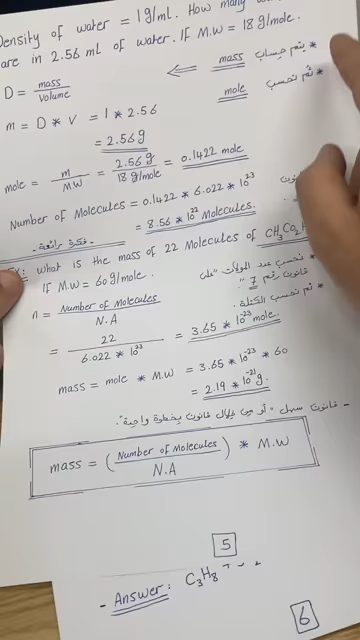 Density of water = 1 g/ml. How many
are in 2.56 ml of water. If M.W = 18 g/mole.
D = mass / volume
* يتم حساب mass
* ثم نحسب mole
m = D * V = 1 * 2.56
= 2.56 g
mole = m / M.W = 2.56 g / 18 g/mole = 0.1422 mole
Number of Molecules = 0.1422 * 6.022 * 10^23
= 8.56 * 10^22 Molecules.
- فكرة رائعة -
What is the mass of 22 Molecules of CH3CO2H
If M.W = 60 g/mole.
* نحسب عدد المولات "على
قانون رقم 7".
* ثم نحسب الكتلة.
n = Number of Molecules / N.A
= 22 / 6.022 * 10^23 = 3.65 * 10^-23 mole.
mass = mole * M.W = 3.65 * 10^-23 * 60
= 2.19 * 10^-21 g.
- قانون سهل "أو من خلال قانون بخطوة واحدة".
mass = (Number of Molecules / N.A) * M.W
5
- Answer: C3H8
6